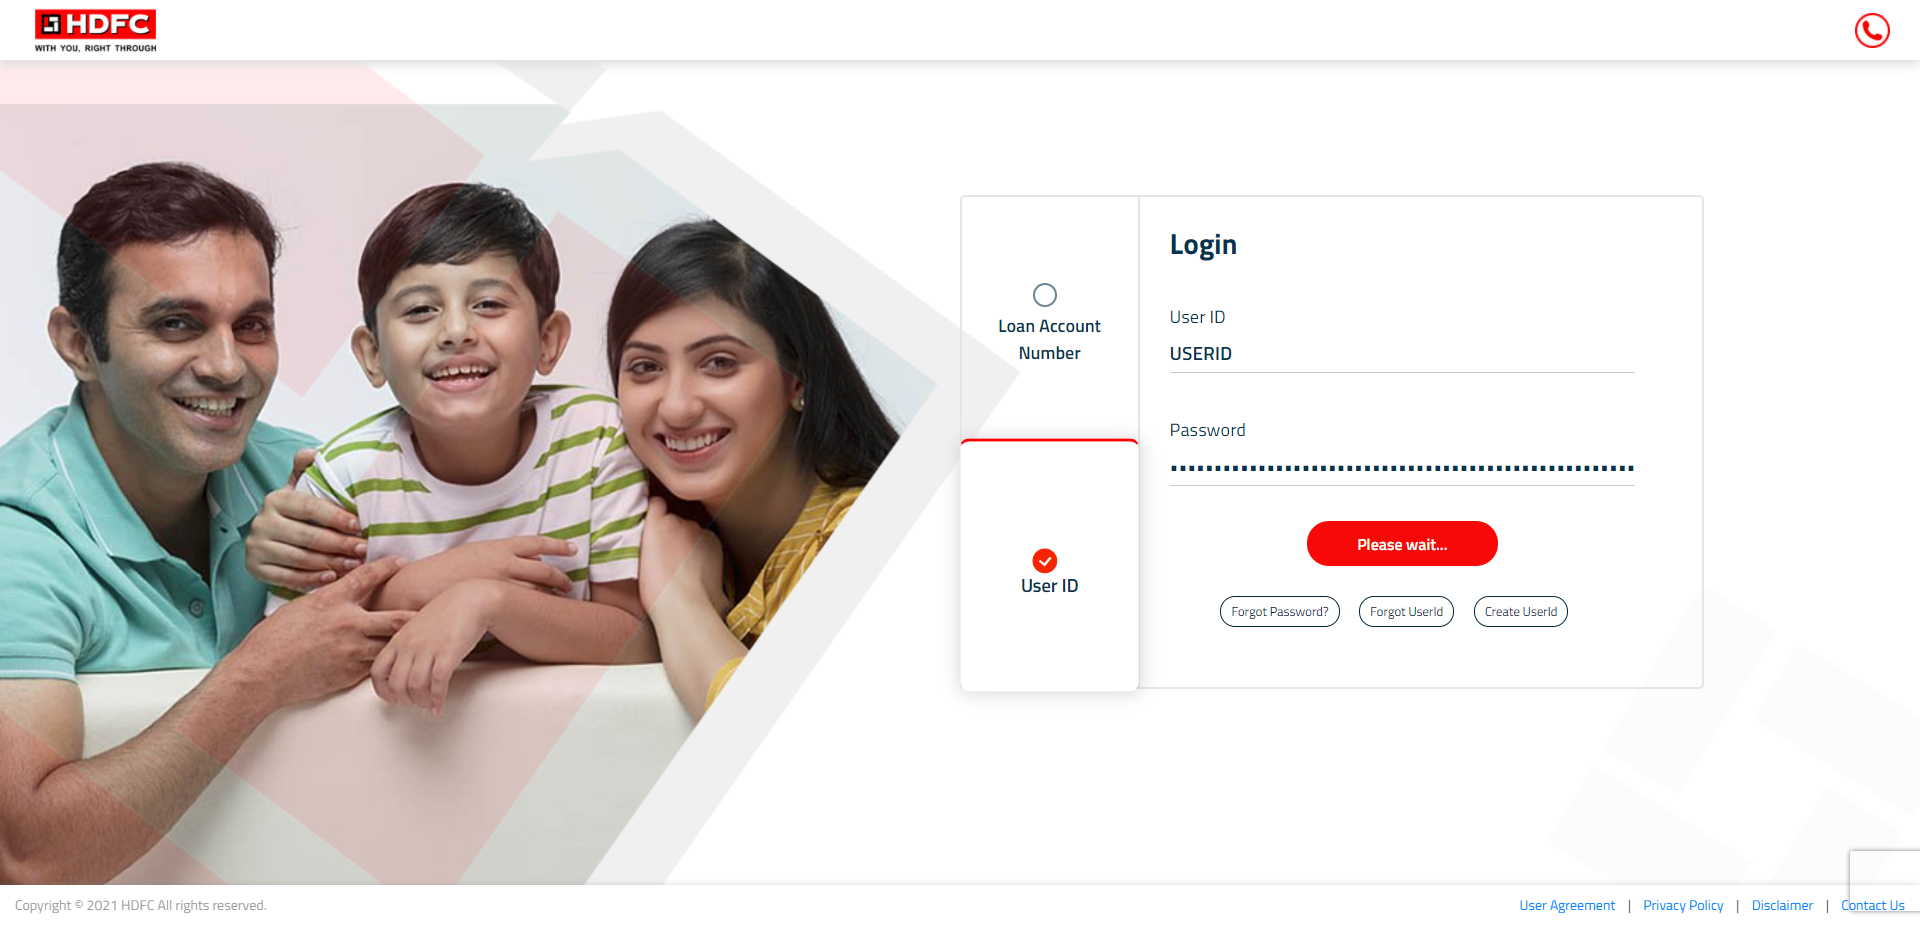 HDFC
WITH YOU, RIGHT THROUGH
Login
Loan Account
Number
User ID
USERID
Password
Please wait...
User ID
Forgot Password?
Forgot UserId
Create UserId
Copyright © 2021 HDFC All rights reserved.
User Agreement | Privacy Policy | Disclaimer | Contact Us